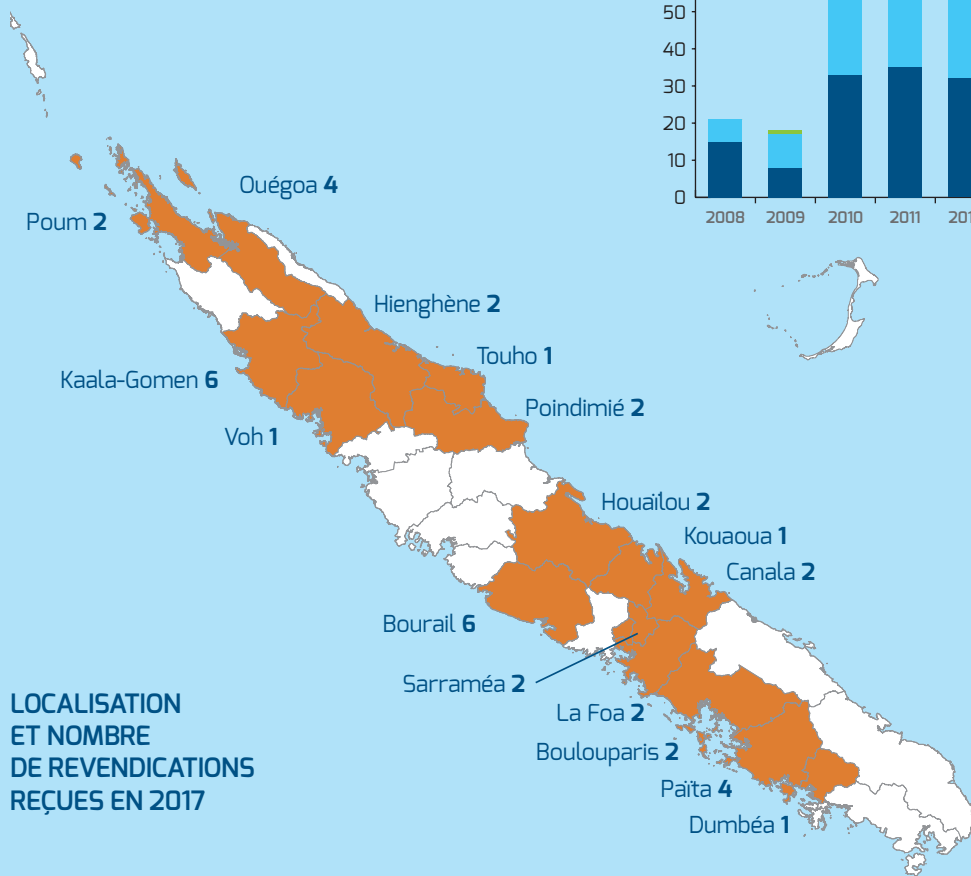 50
40
30
20
10
0
2008 2009 2010 2011
Ouégoa 4
Poum 2
Hienghène 2
Touho 1
Kaala-Gomen 6
Poindimié 2
Voh 1
Houaïlou 2
Kouaoua 1
Canala 2
Bourail 6
Sarraméa 2
La Foa 2
Boulouparis 2
Païta 4
Dumbéa 1
LOCALISATION
ET NOMBRE
DE REVENDICATIONS
REÇUES EN 2017